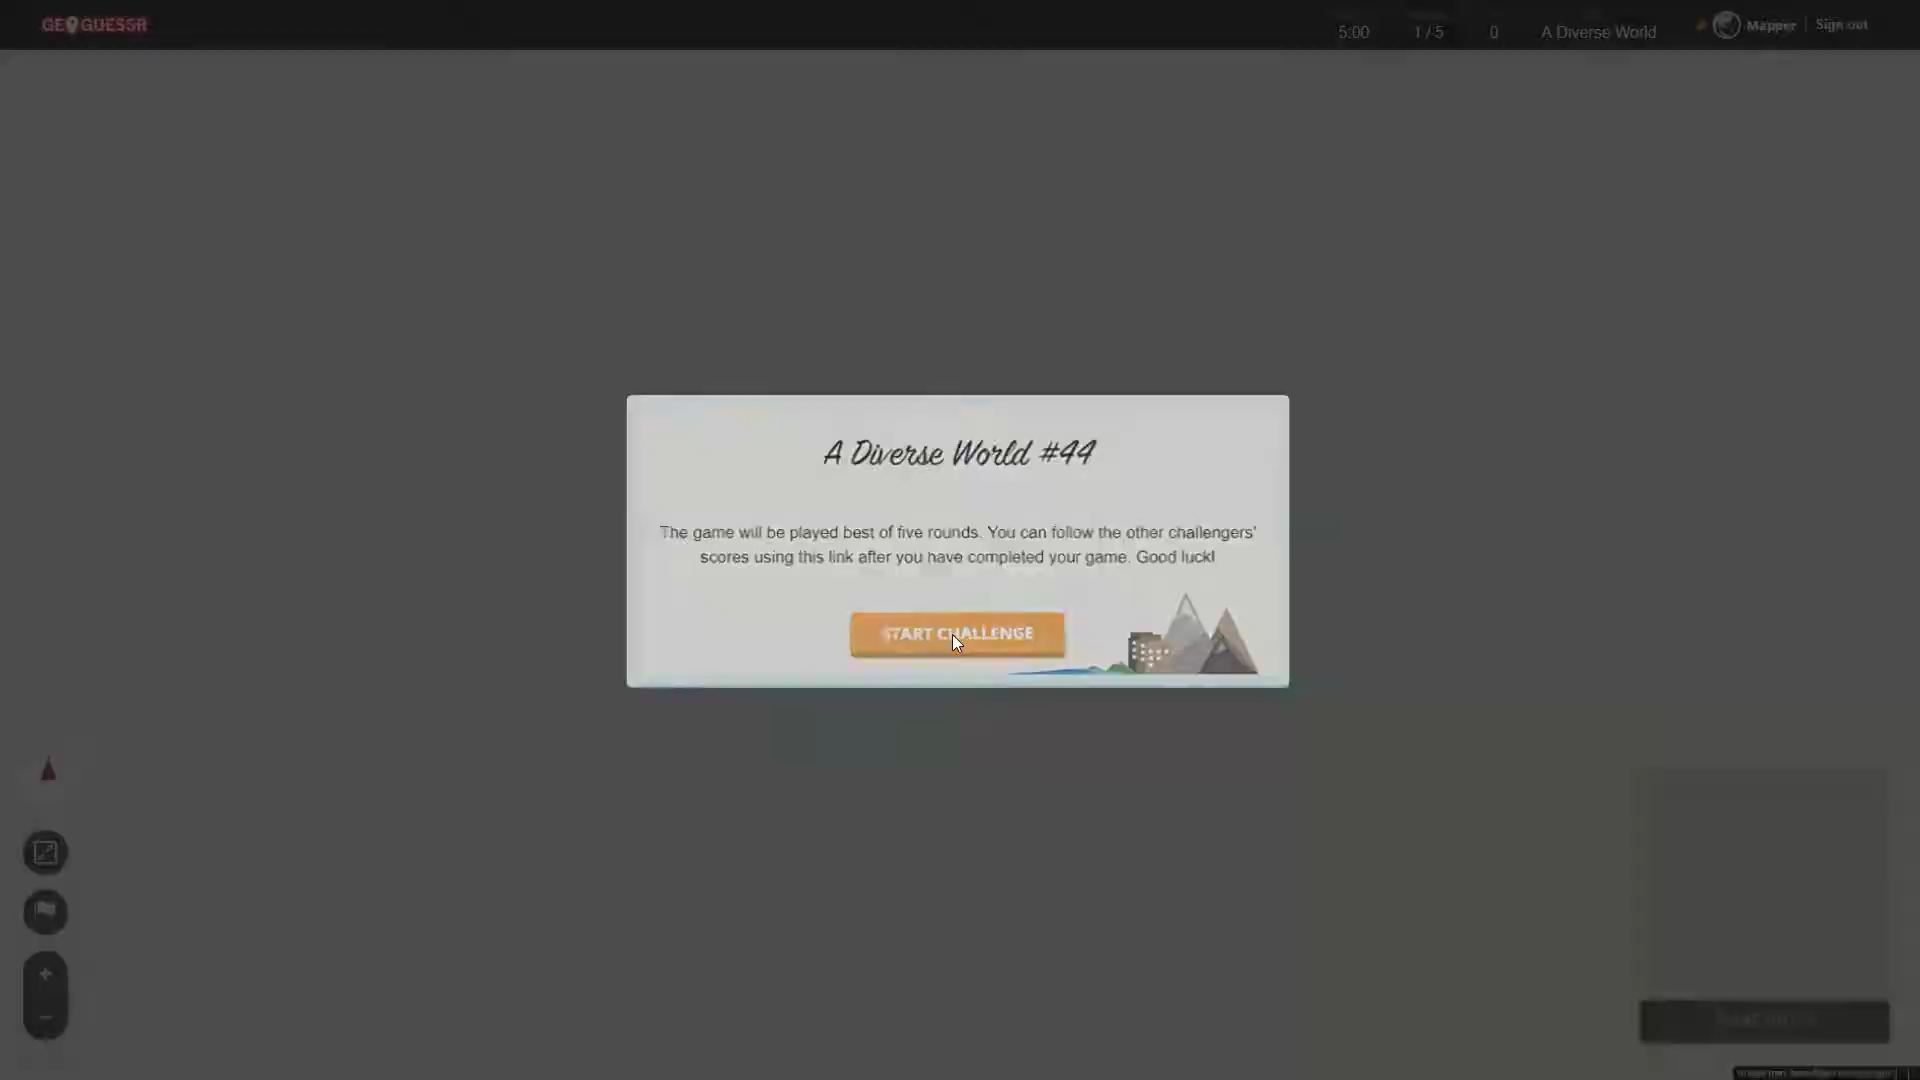 GEOGUESSR
5:00
1 / 5
0
A Diverse World
Mapper
Sign out
A Diverse World #44
The game will be played best of five rounds. You can follow the other challengers'
scores using this link after you have completed your game. Good luck!
START CHALLENGE